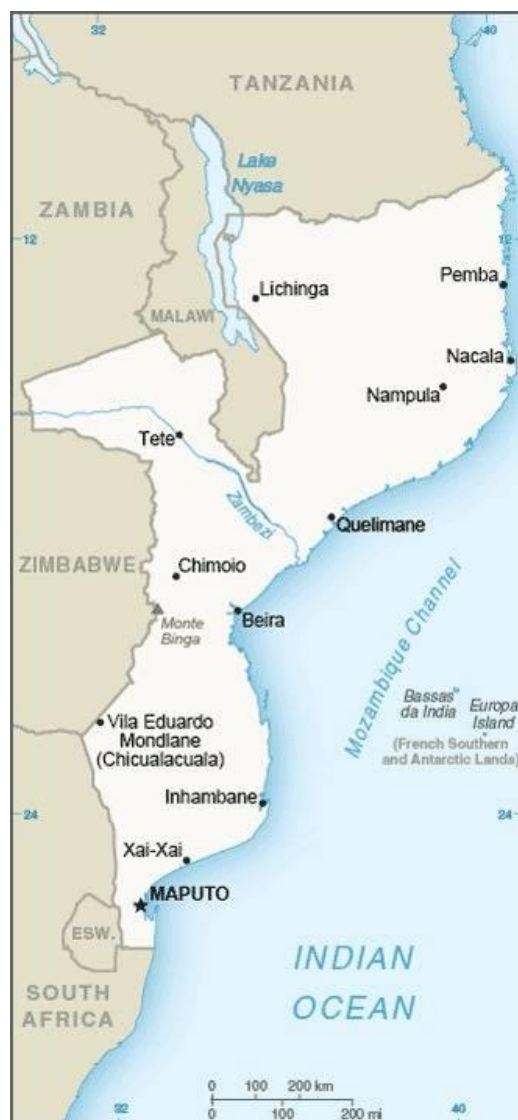 32
40
TANZANIA
Lake
Nyasa
ZAMBIA
12
12
Pemba
Lichinga
MALAWI
Nacala
Nampula
Tete
Zambezi
Quelimane
ZIMBABWE
Chimoio
Monte
Binga
Beira
Mozambique Channel
Bassas
da India
Europa
Island
(French Southern
and Antarctic Lands)
Vila Eduardo
Mondlane
(Chicualacuala)
Inhambane
24
24
Xai-Xai
MAPUTO
ESW.
INDIAN
OCEAN
SOUTH
AFRICA
0 100 200 km
0 100 200 mi
32
40